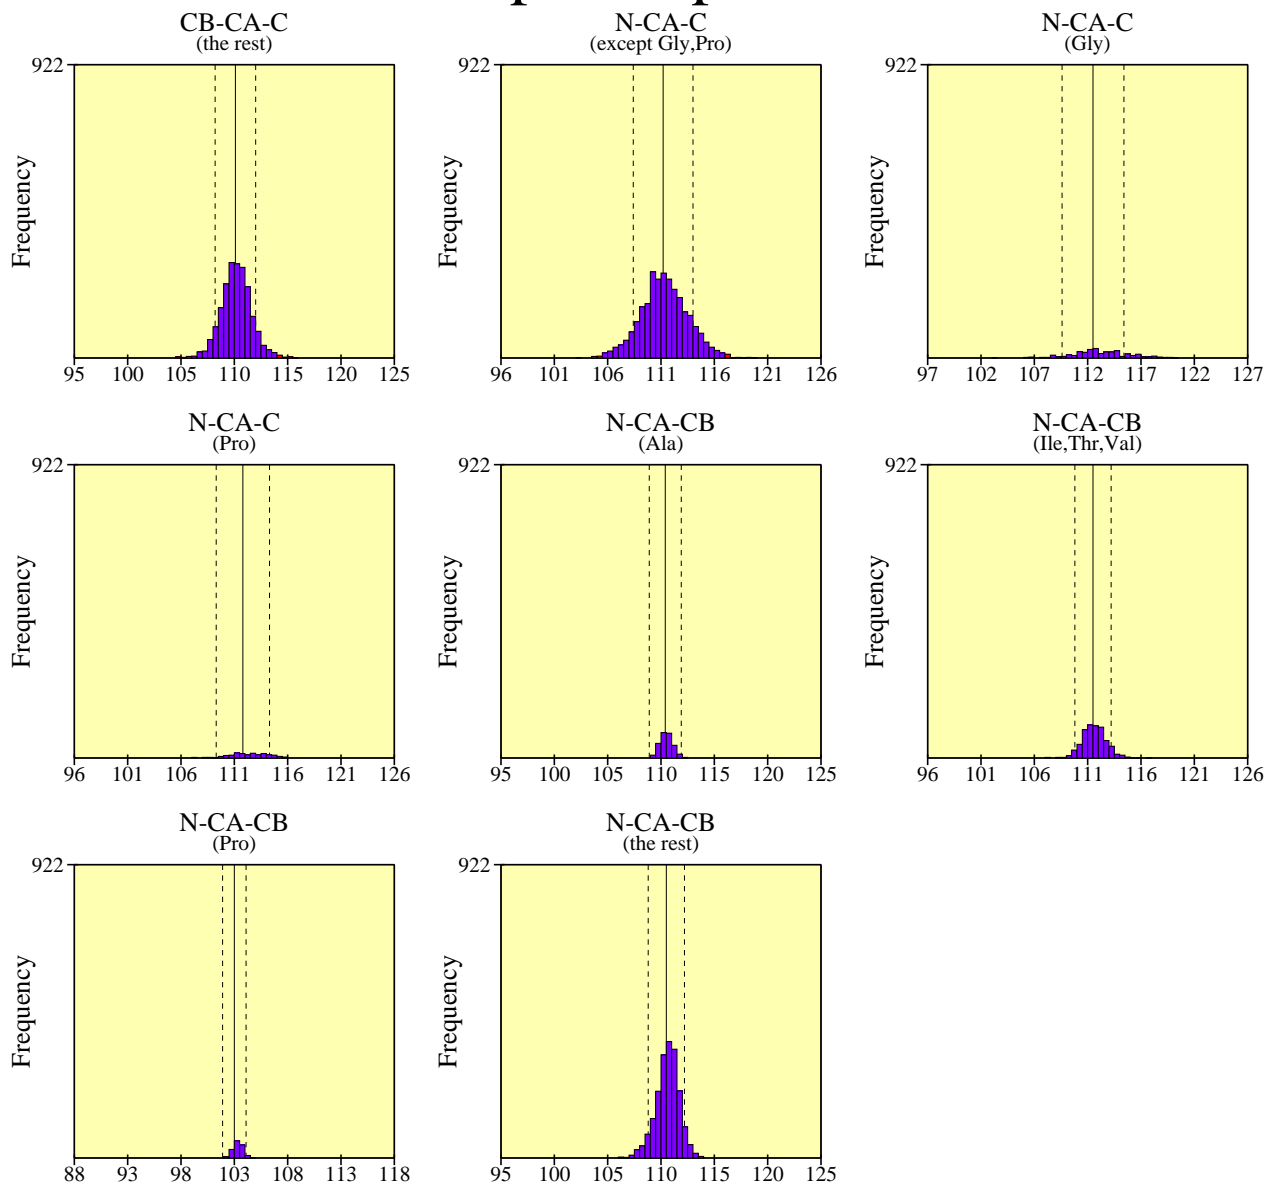 CB-CA-C
(the rest)
922
Frequency
95 100 105 110 115 120 125
N-CA-C
(except Gly,Pro)
922
Frequency
96 101 106 111 116 121 126
N-CA-C
(Gly)
922
Frequency
97 102 107 112 117 122 127
N-CA-C
(Pro)
922
Frequency
96 101 106 111 116 121 126
N-CA-CB
(Ala)
922
Frequency
95 100 105 110 115 120 125
N-CA-CB
(Ile,Thr,Val)
922
Frequency
96 101 106 111 116 121 126
N-CA-CB
(Pro)
922
Frequency
88 93 98 103 108 113 118
N-CA-CB
(the rest)
922
Frequency
95 100 105 110 115 120 125